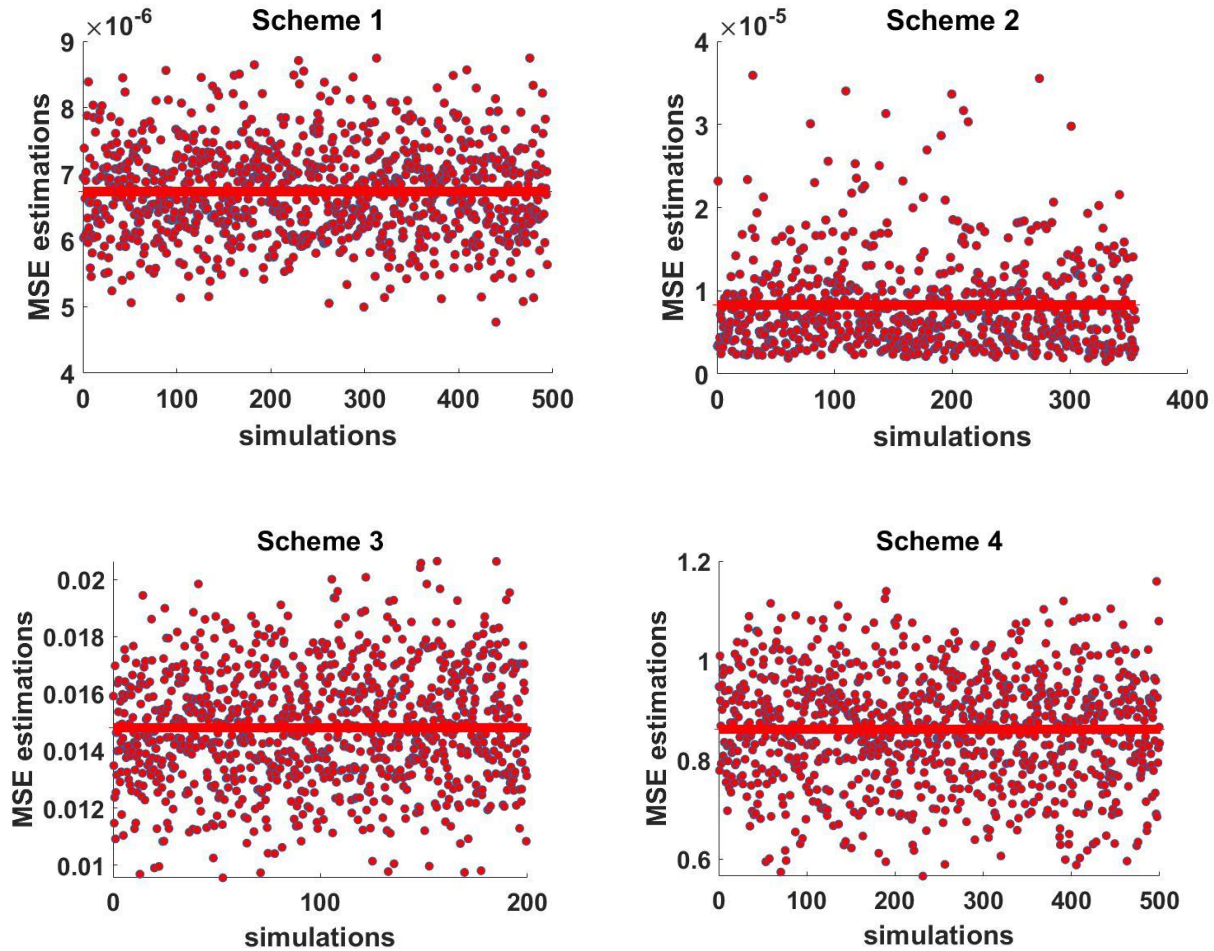 Scheme 1
×10⁻⁶
9
8
7
6
5
4
MSE estimations
0 100 200 300 400 500
simulations
Scheme 2
×10⁻⁵
4
3
2
1
0
MSE estimations
0 100 200 300 400
simulations
Scheme 3
0.02
0.018
0.016
0.014
0.012
0.01
MSE estimations
0 100 200
simulations
Scheme 4
1.2
1
0.8
0.6
MSE estimations
0 100 200 300 400 500
simulations